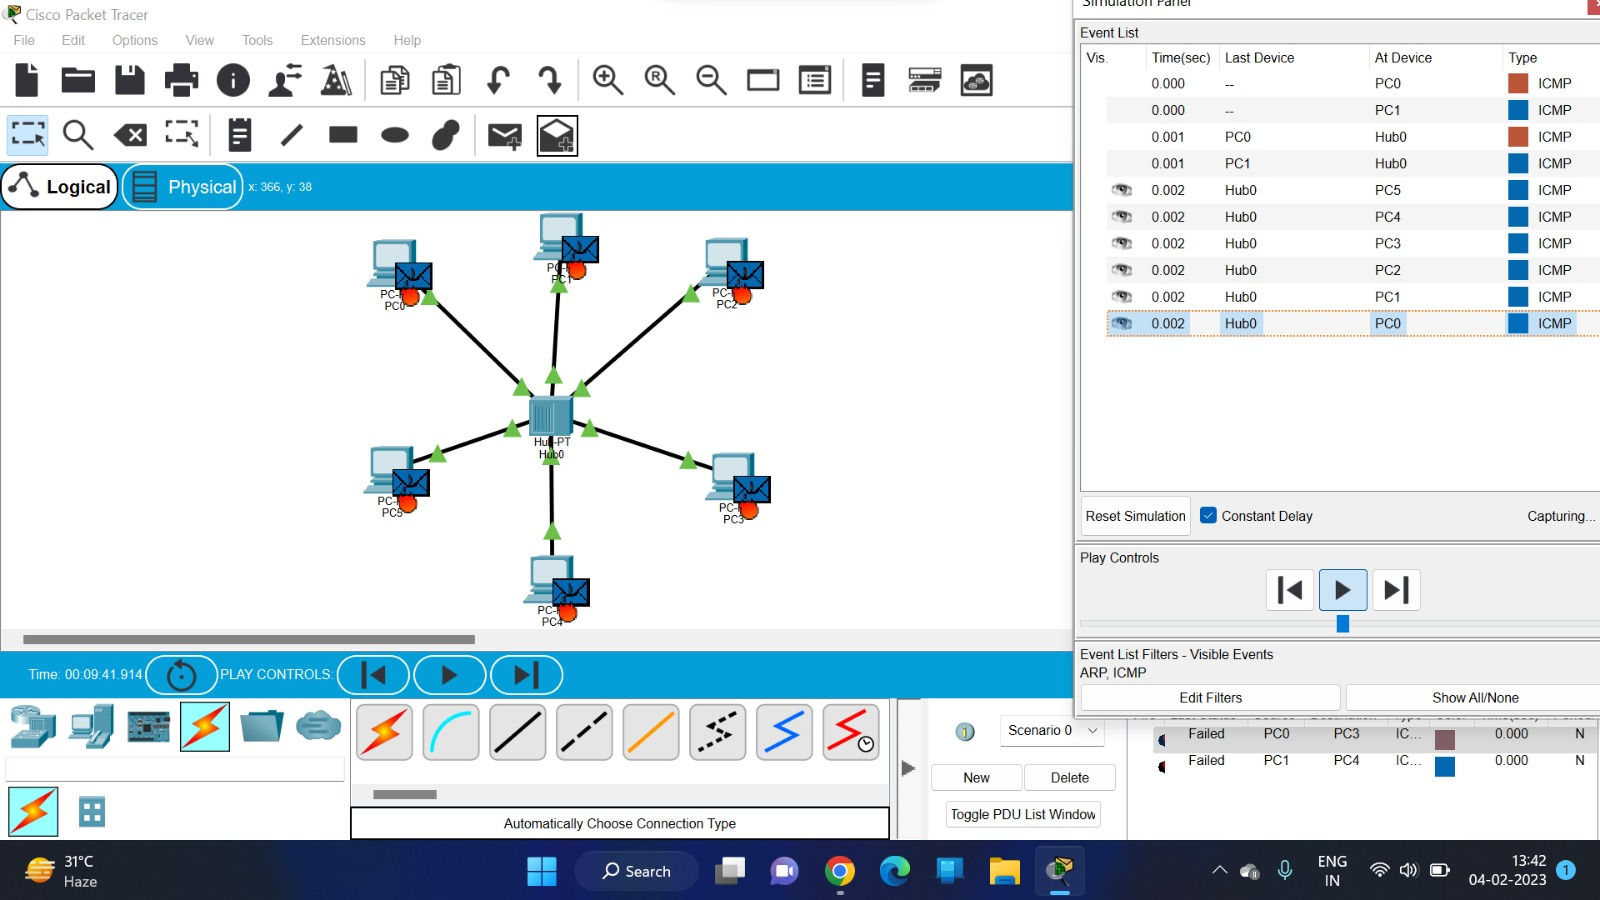 Cisco Packet Tracer
File Edit Options View Tools Extensions Help
Logical Physical x: 366, y: 38
PC1
PC0
PC2
Hub0
PC5
PC3
PC4
Time: 00:09:41.914 PLAY CONTROLS:
Automatically Choose Connection Type
Scenario 0
New Delete
Toggle PDU List Window
Simulation Panel
Event List
Vis. Time(sec) Last Device At Device Type
0.000 -- PC0 ICMP
0.000 -- PC1 ICMP
0.001 PC0 Hub0 ICMP
0.001 PC1 Hub0 ICMP
0.002 Hub0 PC5 ICMP
0.002 Hub0 PC4 ICMP
0.002 Hub0 PC3 ICMP
0.002 Hub0 PC2 ICMP
0.002 Hub0 PC1 ICMP
0.002 Hub0 PC0 ICMP
Reset Simulation Constant Delay Capturing...
Play Controls
Event List Filters - Visible Events
ARP, ICMP
Edit Filters Show All/None
Failed PC0 PC3 IC... 0.000 N
Failed PC1 PC4 IC... 0.000 N
31°C
Haze
Search
ENG
IN
13:42
04-02-2023
1